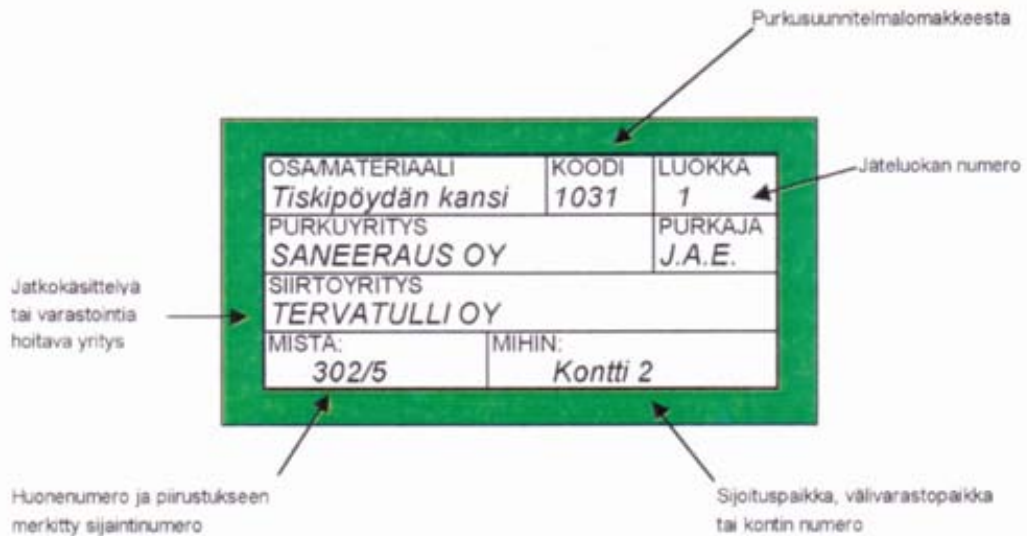 Purkusuunnitelmalomakkeesta
OSA/MATERIAALI KOODI LUOKKA
Tiskipöydän kansi 1031 1
Jäteluokan numero
PURKUYRITYS PURKAJA
SANEERAUS OY J.A.E.
SIIRTOYRITYS
TERVATULLI OY
Jatkokäsittelyä
tai varastointia
hoitava yritys
MISTÄ: MIHIN:
302/5 Kontti 2
Huonenumero ja piirustukseen
merkitty sijaintinumero
Sijoituspaikka, välivarastopaikka
tai kontin numero